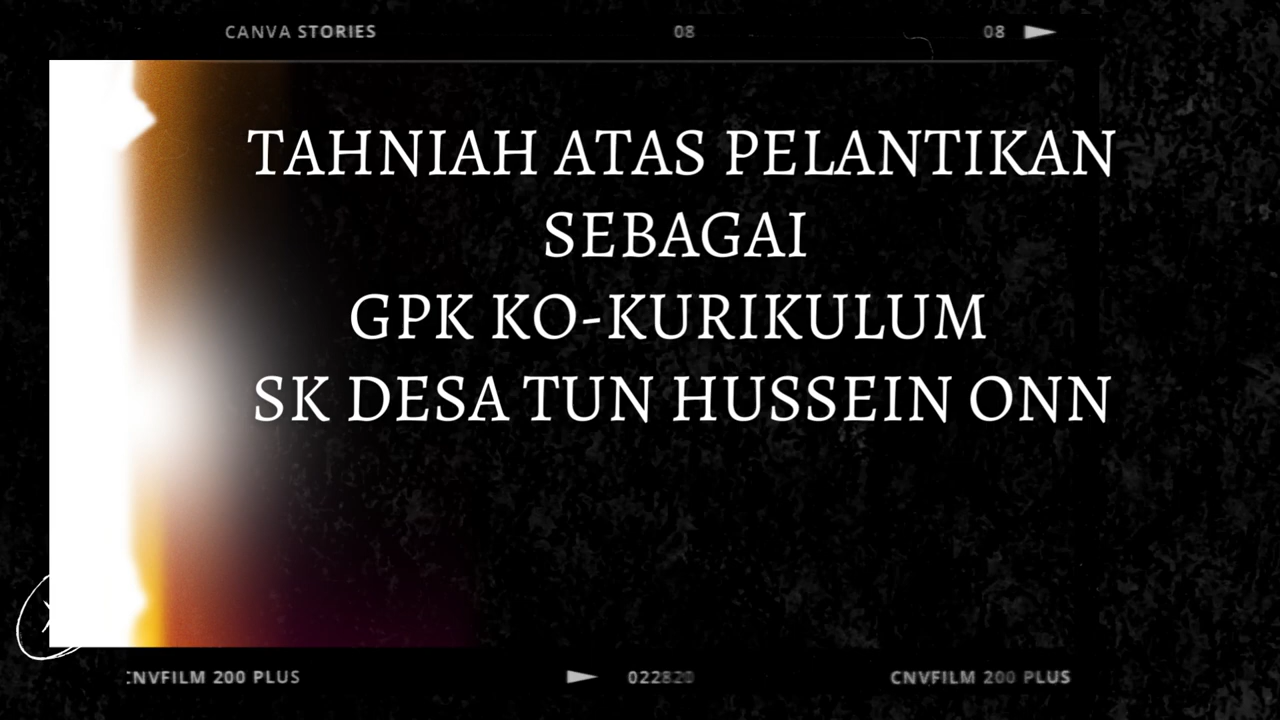 CANVA STORIES 08 08
TAHNIAH ATAS PELANTIKAN
SEBAGAI
GPK KO-KURIKULUM
SK DESA TUN HUSSEIN ONN
CNVFILM 200 PLUS 022820 CNVFILM 200 PLUS